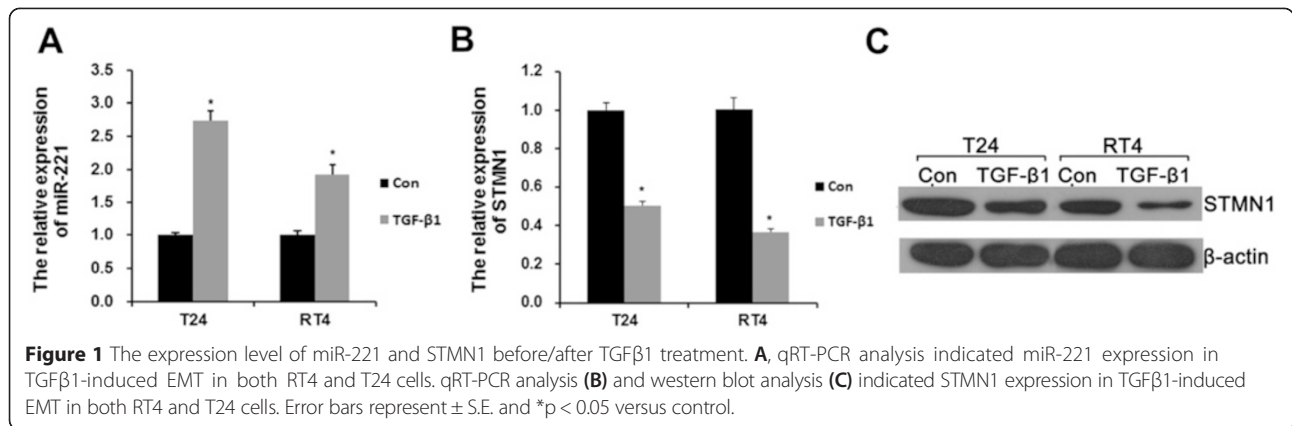 A
The relative expression
of miR-221
3.5
3.0
2.5
2.0
1.5
1.0
0.5
0.0
*
*
T24
RT4
Con
TGF-β1
B
The relative expression
of STMN1
1.2
1.0
0.8
0.6
0.4
0.2
0.0
*
*
T24
RT4
Con
TGF-β1
C
T24 RT4
Con TGF-β1 Con TGF-β1
STMN1
β-actin
Figure 1 The expression level of miR-221 and STMN1 before/after TGFβ1 treatment. A, qRT-PCR analysis indicated miR-221 expression in
TGFβ1-induced EMT in both RT4 and T24 cells. qRT-PCR analysis (B) and western blot analysis (C) indicated STMN1 expression in TGFβ1-induced
EMT in both RT4 and T24 cells. Error bars represent ± S.E. and *p < 0.05 versus control.